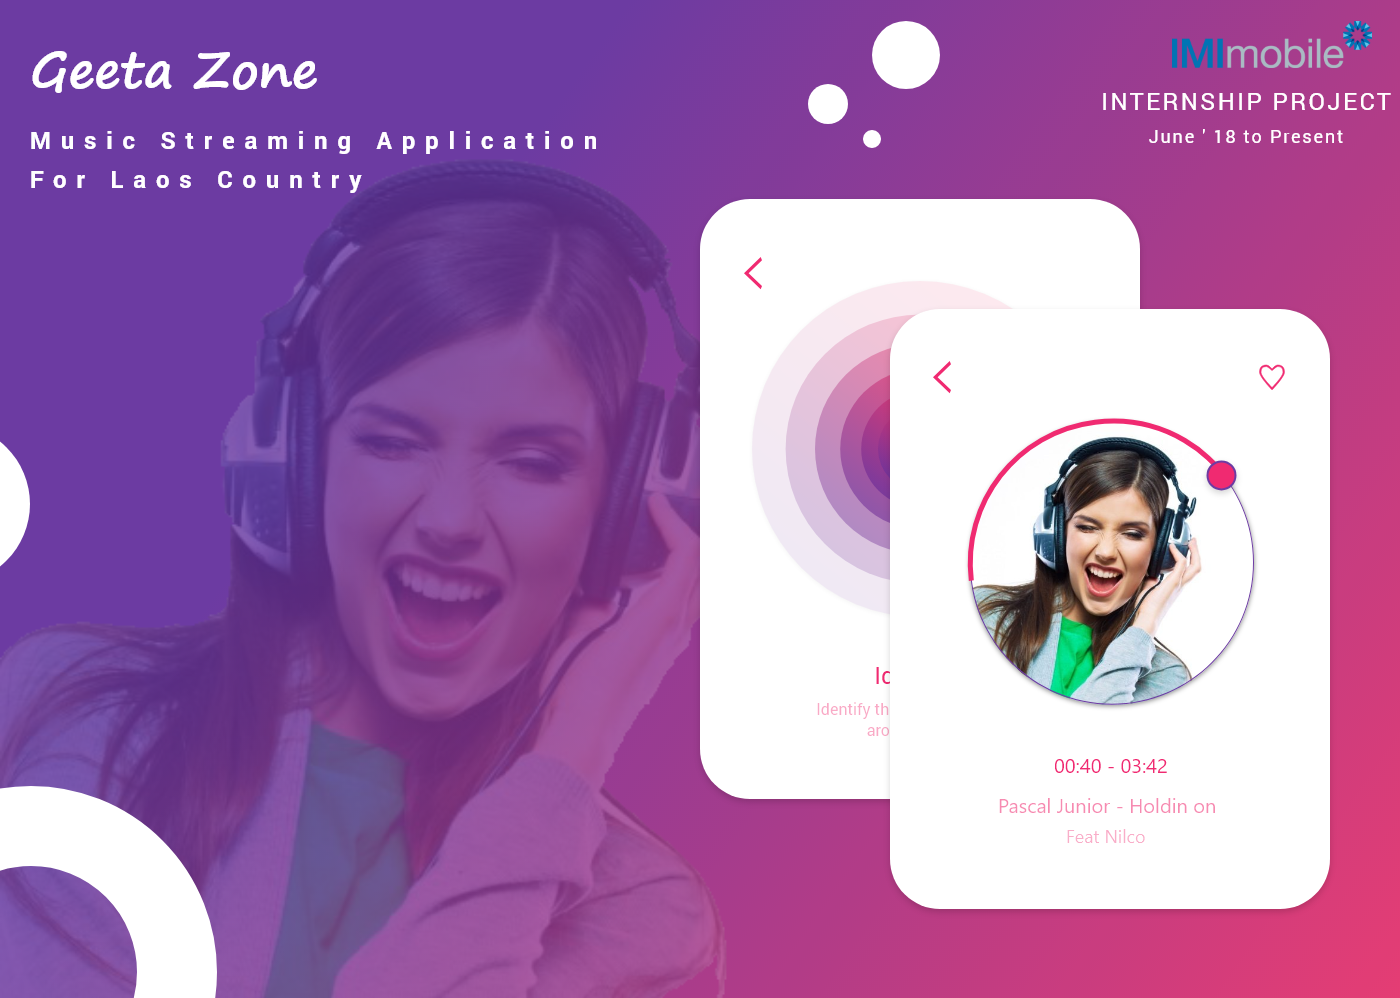 Geeta Zone
Music Streaming Application
For Laos Country
IMImobile
INTERNSHIP PROJECT
June ' 18 to Present
Identify
00:40 - 03:42
Pascal Junior - Holdin on
Feat Nilco